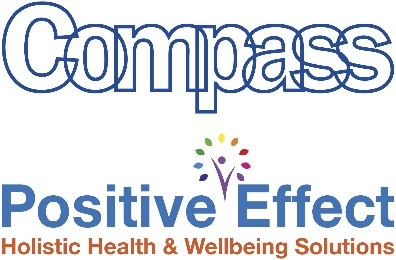 Compass
Positive Effect
Holistic Health & Wellbeing Solutions